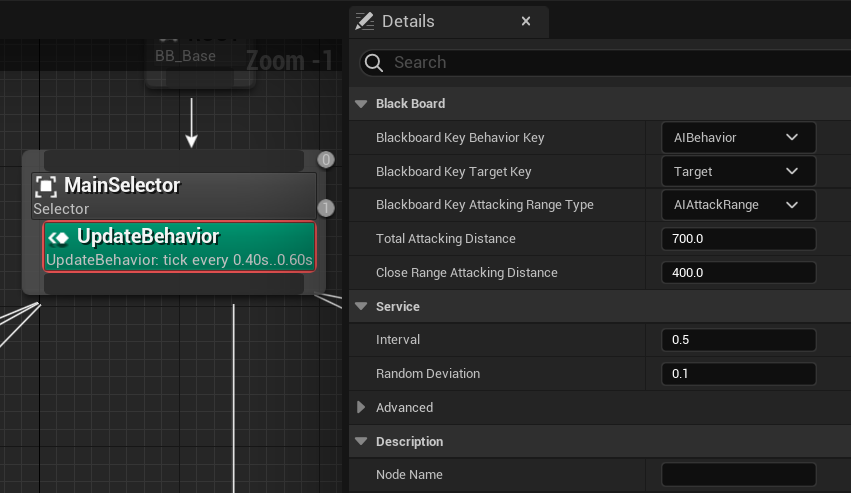 Details
Search
BB_Base
Zoom -1
0
MainSelector
Selector
1
UpdateBehavior
UpdateBehavior: tick every 0.40s..0.60s
Black Board
Blackboard Key Behavior Key AIBehavior
Blackboard Key Target Key Target
Blackboard Key Attacking Range Type AIAttackRange
Total Attacking Distance 700.0
Close Range Attacking Distance 400.0
Service
Interval 0.5
Random Deviation 0.1
Advanced
Description
Node Name